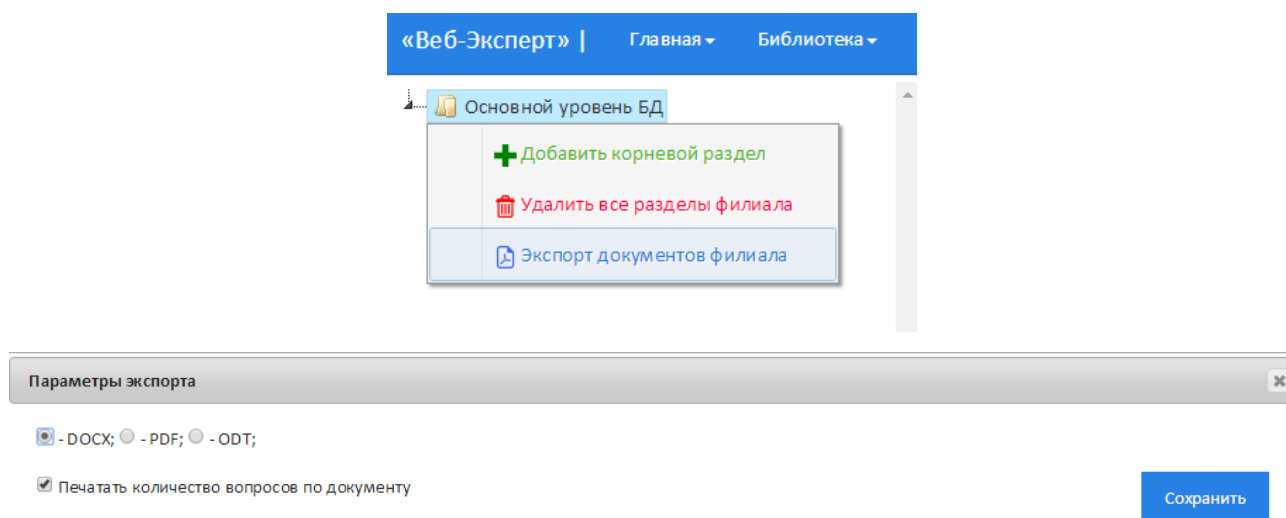 «Веб-Эксперт» | Главная Библиотека
Основной уровень БД
Добавить корневой раздел
Удалить все разделы филиала
Экспорт документов филиала
Параметры экспорта
- DOCX; - PDF; - ODT;
Печатать количество вопросов по документу
Сохранить